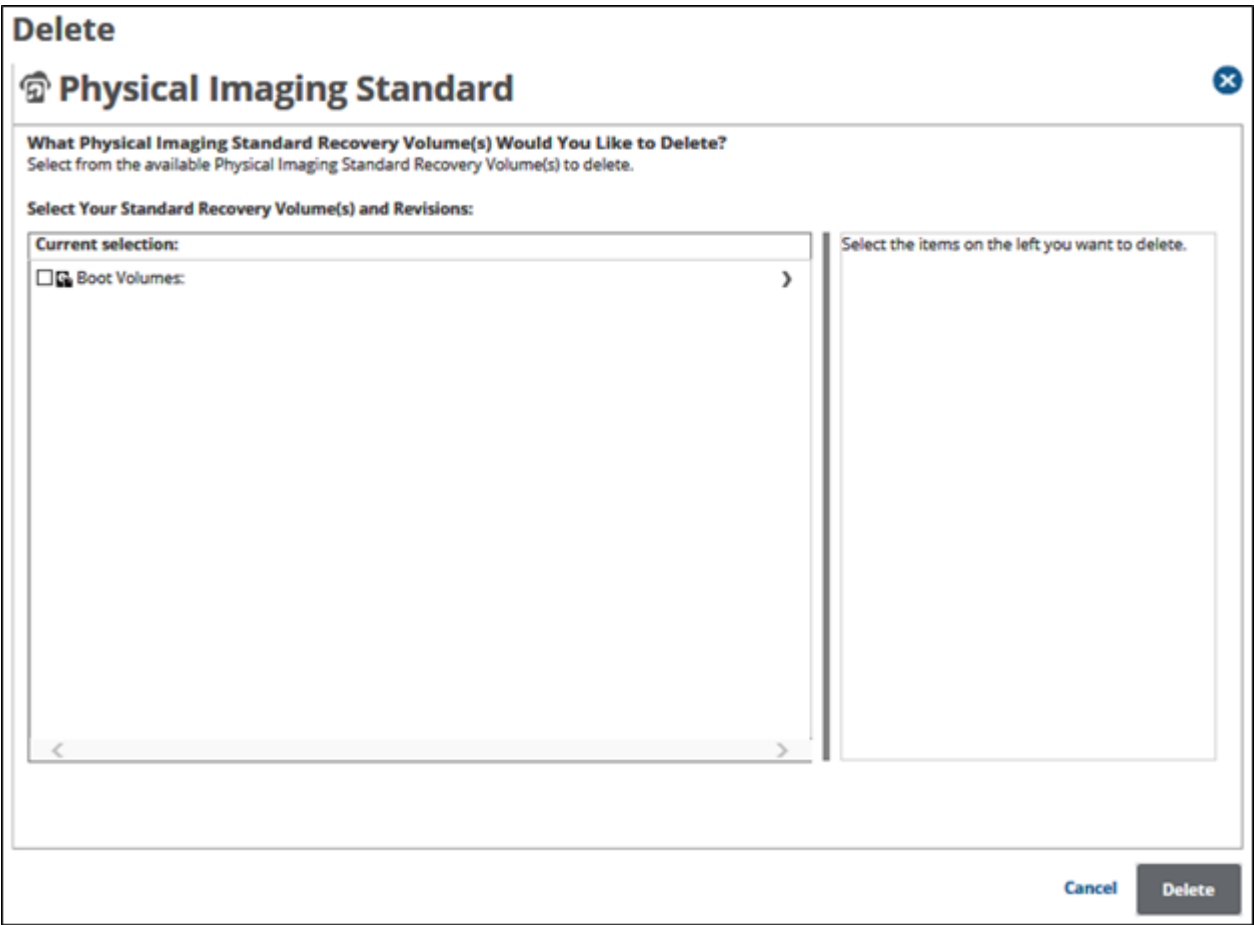 Delete
Physical Imaging Standard
What Physical Imaging Standard Recovery Volume(s) Would You Like to Delete?
Select from the available Physical Imaging Standard Recovery Volume(s) to delete.
Select Your Standard Recovery Volume(s) and Revisions:
Current selection:
Boot Volumes:
Select the items on the left you want to delete.
Cancel
Delete